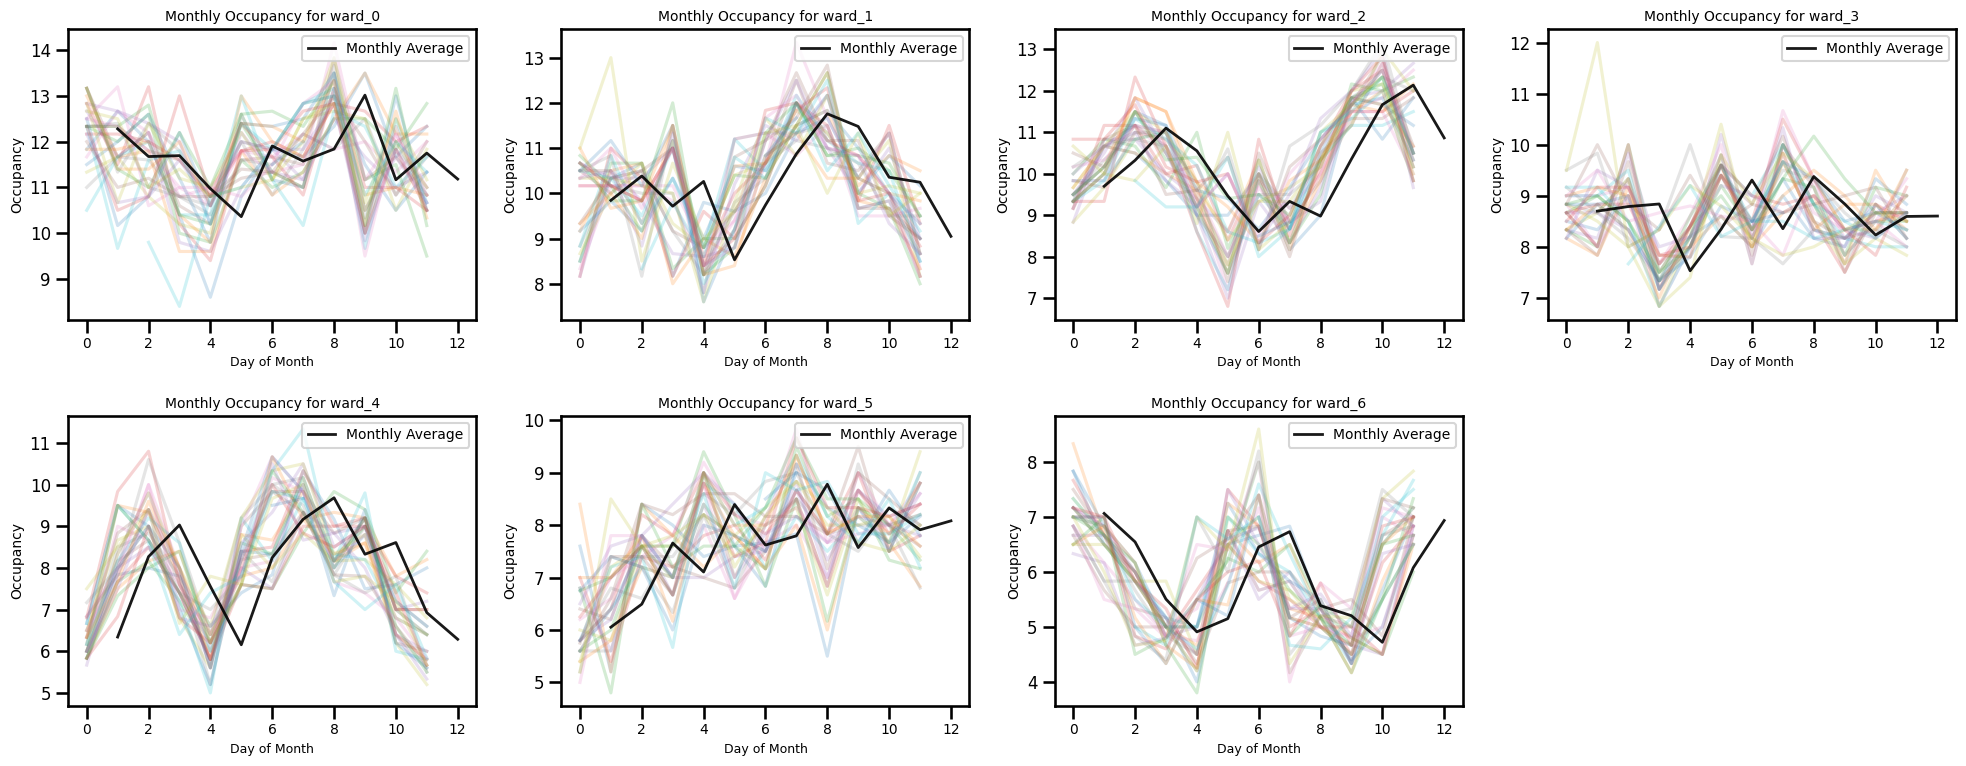 Monthly Occupancy for ward_0
Monthly Average
14
13
12
11
10
9
Occupancy
0 2 4 6 8 10 12
Day of Month
Monthly Occupancy for ward_1
Monthly Average
13
12
11
10
9
8
Occupancy
0 2 4 6 8 10 12
Day of Month
Monthly Occupancy for ward_2
Monthly Average
13
12
11
10
9
8
7
Occupancy
0 2 4 6 8 10 12
Day of Month
Monthly Occupancy for ward_3
Monthly Average
12
11
10
9
8
7
Occupancy
0 2 4 6 8 10 12
Day of Month
Monthly Occupancy for ward_4
Monthly Average
11
10
9
8
7
6
5
Occupancy
0 2 4 6 8 10 12
Day of Month
Monthly Occupancy for ward_5
Monthly Average
10
9
8
7
6
5
Occupancy
0 2 4 6 8 10 12
Day of Month
Monthly Occupancy for ward_6
Monthly Average
8
7
6
5
4
Occupancy
0 2 4 6 8 10 12
Day of Month